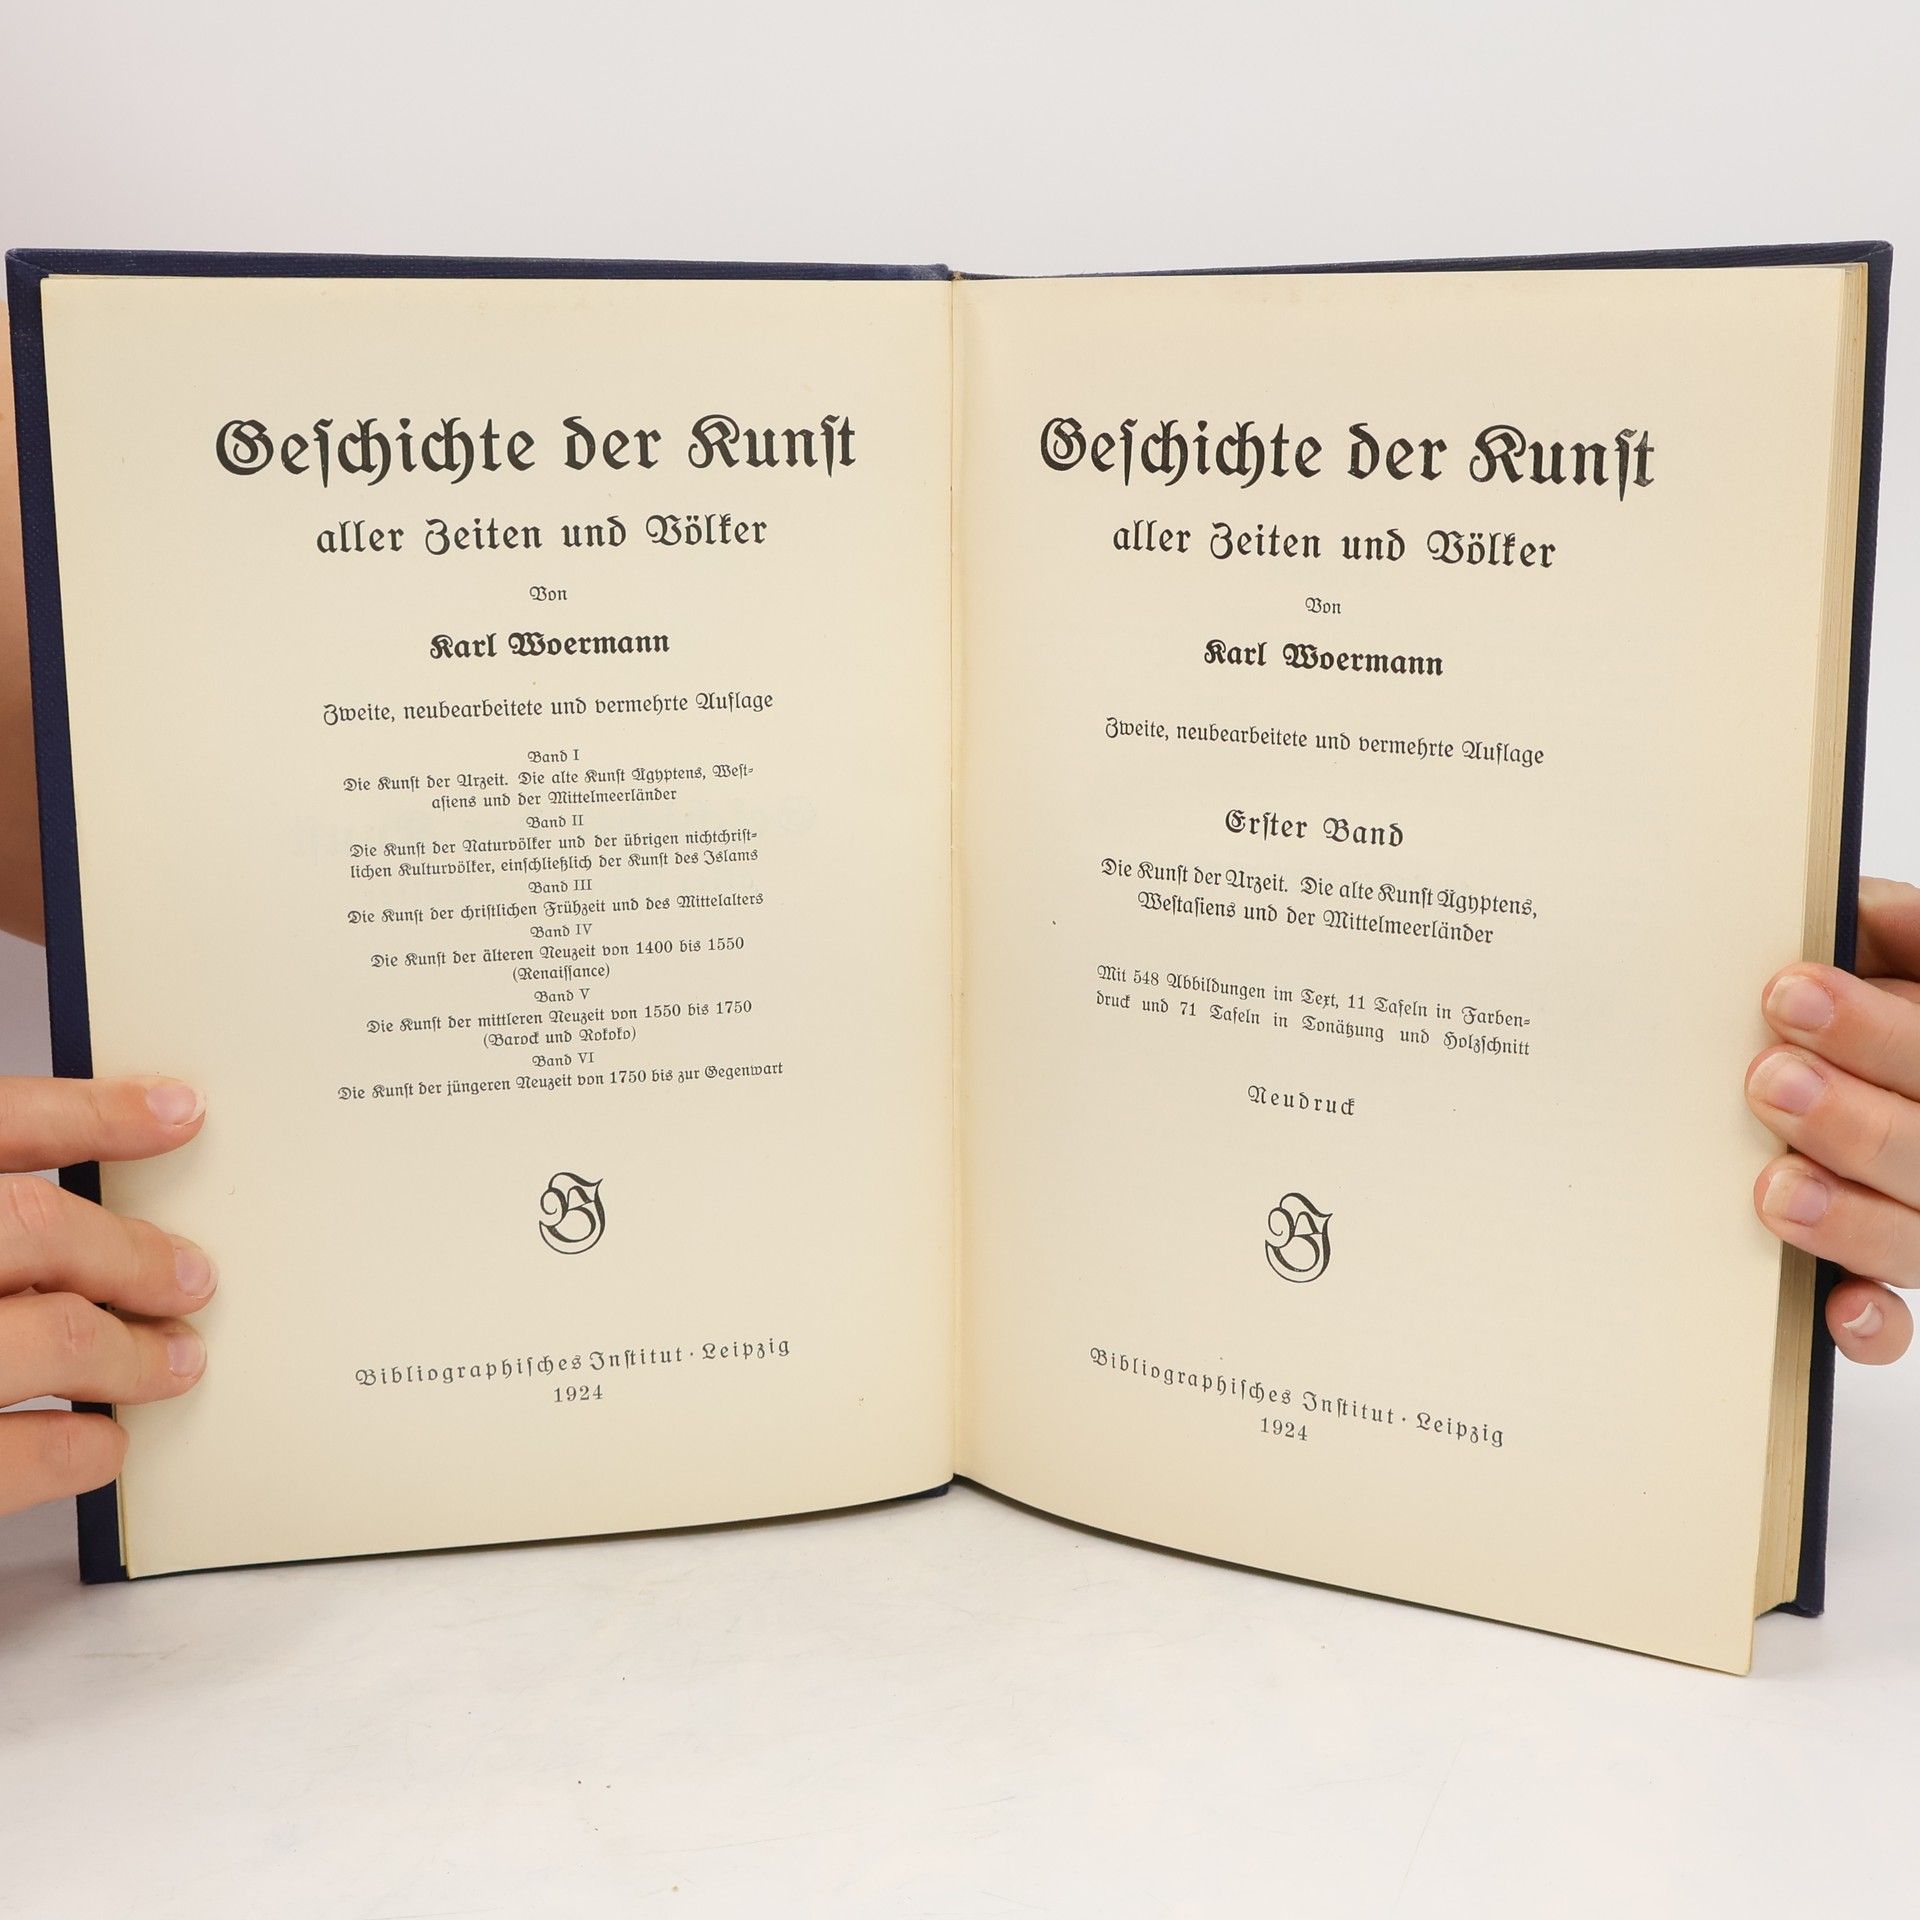 Geſchichte der Kunſt
aller Zeiten und Völker
Von
Karl Woermann
Zweite, neubearbeitete und vermehrte Auflage
Band I
Die Kunſt der Urzeit. Die alte Kunſt Ägyptens, Weſt-
aſiens und der Mittelmeerländer
Band II
Die Kunſt der Naturvölker und der übrigen nichtchriſt-
lichen Kulturvölker, einſchließlich der Kunſt des Islams
Band III
Die Kunſt der chriſtlichen Frühzeit und des Mittelalters
Band IV
Die Kunſt der älteren Neuzeit von 1400 bis 1550
(Renaiſſance)
Band V
Die Kunſt der mittleren Neuzeit von 1550 bis 1750
(Barock und Rokoko)
Band VI
Die Kunſt der jüngeren Neuzeit von 1750 bis zur Gegenwart
BJ
Bibliographiſches Inſtitut · Leipzig
1924
Geſchichte der Kunſt
aller Zeiten und Völker
Von
Karl Woermann
Zweite, neubearbeitete und vermehrte Auflage
Erſter Band
Die Kunſt der Urzeit. Die alte Kunſt Ägyptens,
Weſtaſiens und der Mittelmeerländer
Mit 548 Abbildungen im Text, 11 Tafeln in Farben-
druck und 71 Tafeln in Tonätzung und Holzſchnitt
Neudruck
BJ
Bibliographiſches Inſtitut · Leipzig
1924